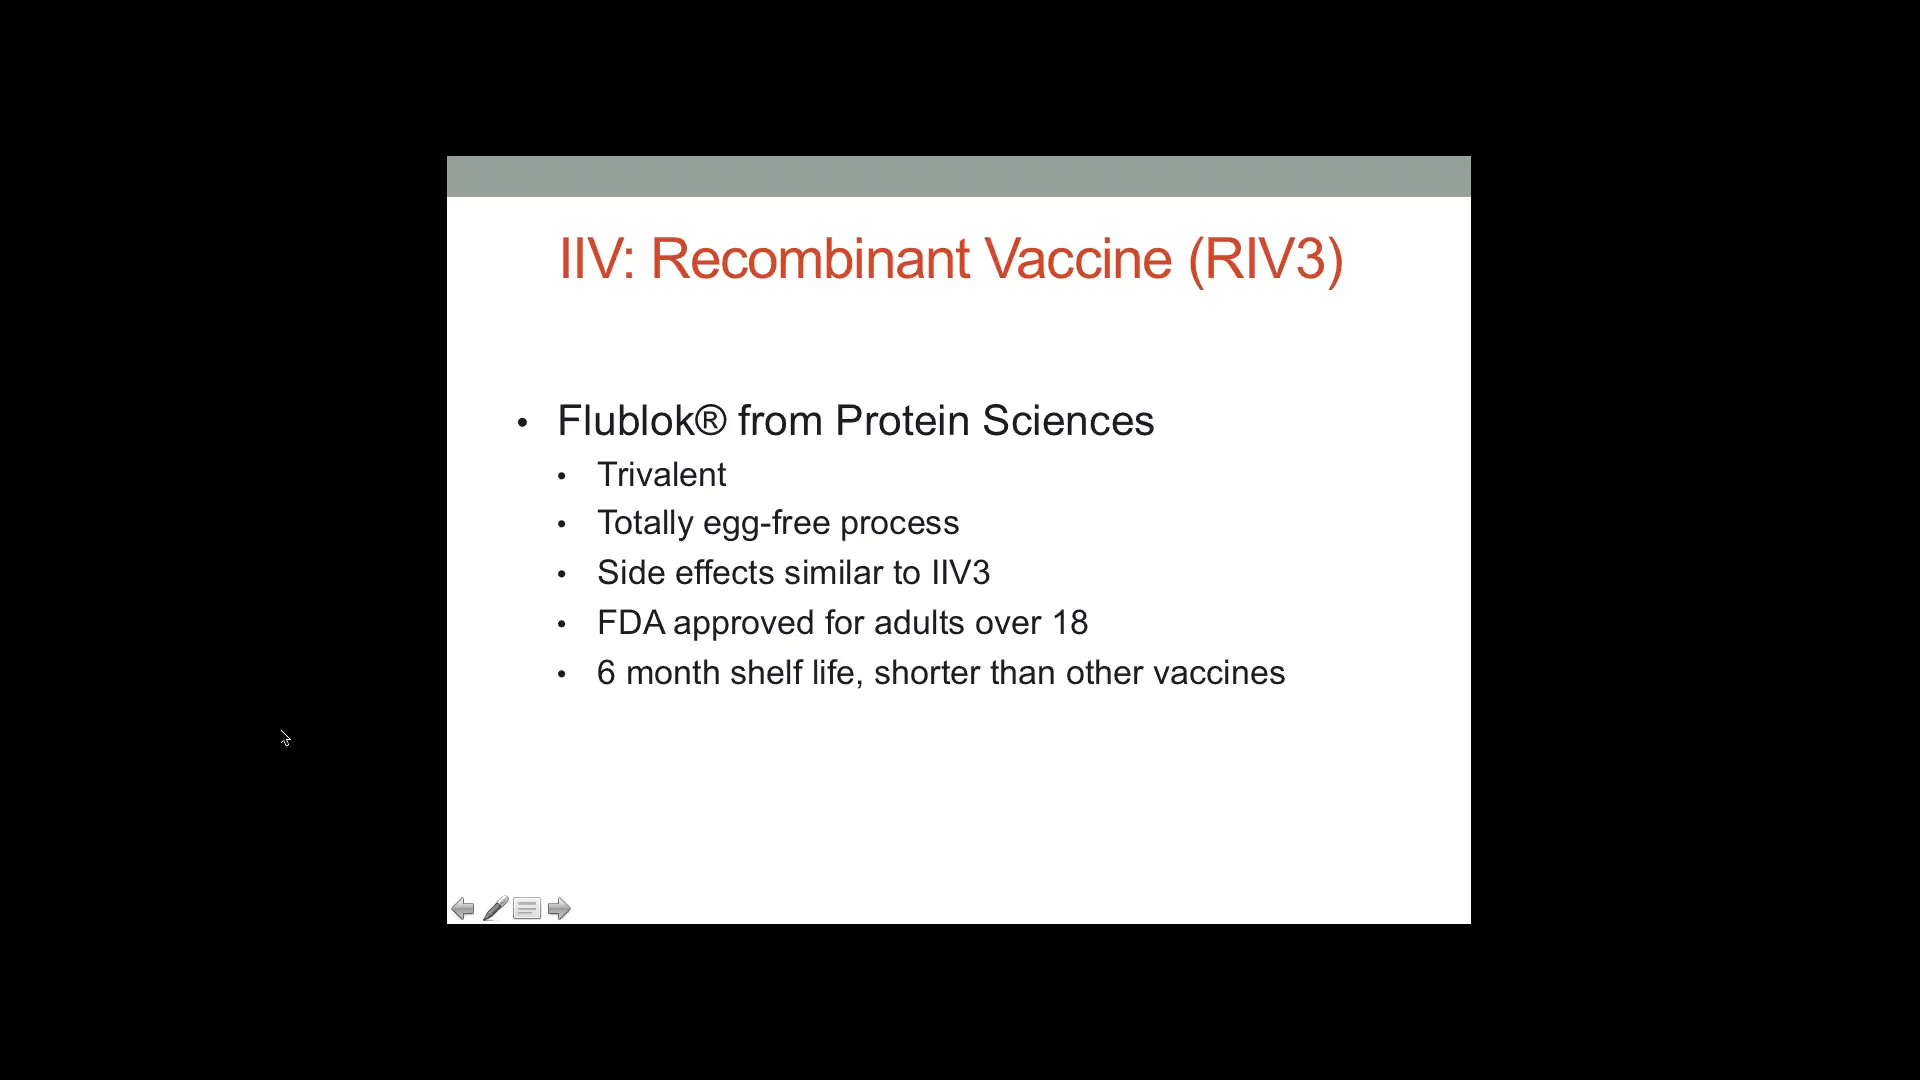 IIV: Recombinant Vaccine (RIV3)
• Flublok® from Protein Sciences
• Trivalent
• Totally egg-free process
• Side effects similar to IIV3
• FDA approved for adults over 18
• 6 month shelf life, shorter than other vaccines